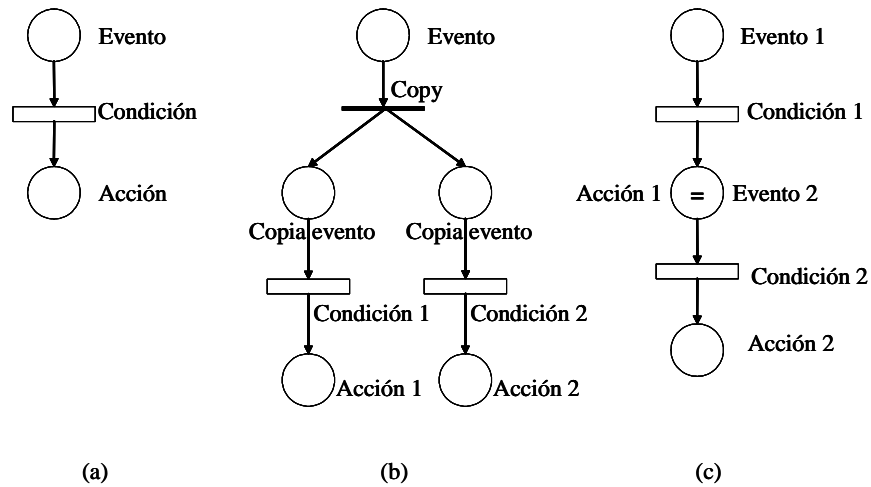 Evento
Condición
Acción
(a)
Evento
Copy
Copia evento
Copia evento
Condición 1
Condición 2
Acción 1
Acción 2
(b)
Evento 1
Condición 1
Acción 1 = Evento 2
Condición 2
Acción 2
(c)